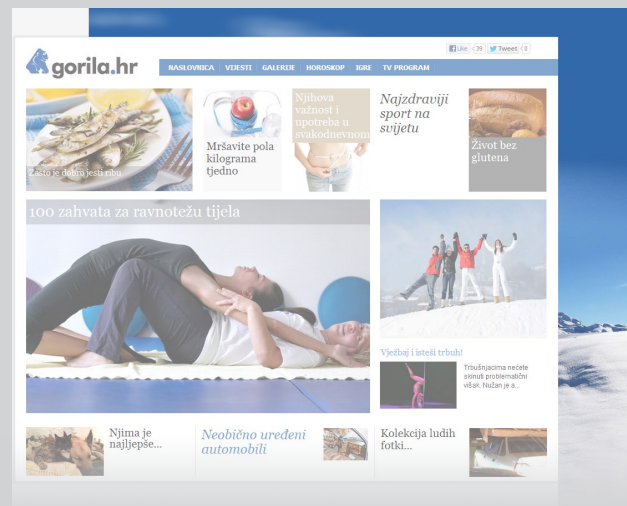 Like 39 Tweet 0
gorila.hr
NASLOVNICA VIJESTI GALERIJE HOROSKOP IGRE TV PROGRAM
Zašto je dobro jesti ribu
Mršavite pola
kilograma
tjedno
Njihova
važnost i
upotreba u
svakodnevnom
Najzdraviji
sport na
svijetu
Život bez
glutena
100 zahvata za ravnotežu tijela
Vježbaj i isteši trbuh!
Trbušnjacima nećete
skinuti problematični
višak. Nužan je a...
Njima je
najljepše...
Neobično uređeni
automobili
Kolekcija ludih
fotki...